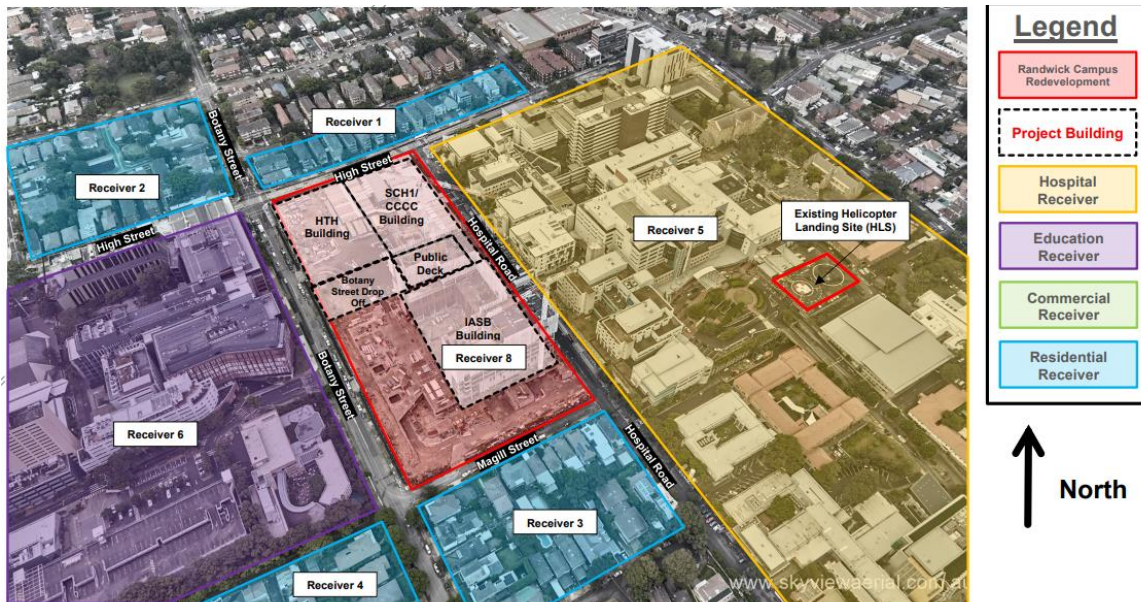 Receiver 1
Botany Street
Receiver 2
High Street
High Street
SCH1/
CCCC
Building
HTH
Building
Hospital Road
Receiver 5
Existing Helicopter
Landing Site (HLS)
Public
Deck
Botany
Street Drop
Off
IASB
Building
Receiver 8
Botany Street
Receiver 6
Magill Street
Hospital Road
Receiver 3
Receiver 4
www.skyviewaerial.com.au
Legend
Randwick Campus
Redevelopment
Project Building
Hospital
Receiver
Education
Receiver
Commercial
Receiver
Residential
Receiver
North